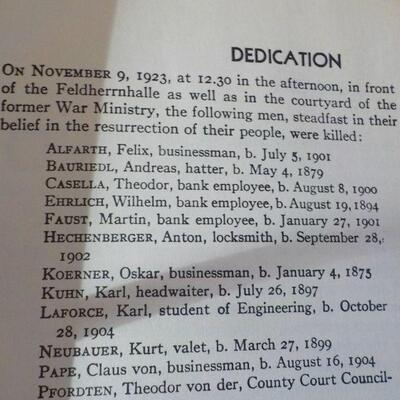 DEDICATION
ON NOVEMBER 9, 1923, at 12.30 in the afternoon, in front
of the Feldherrnhalle as well as in the courtyard of the
former War Ministry, the following men, steadfast in their
belief in the resurrection of their people, were killed:
ALFARTH, Felix, businessman, b. July 5, 1901
BAURIEDL, Andreas, hatter, b. May 4, 1879
CASELLA, Theodor, bank employee, b. August 8, 1900
EHRLICH, Wilhelm, bank employee, b. August 19, 1894
FAUST, Martin, bank employee, b. January 27, 1901
HECHENBERGER, Anton, locksmith, b. September 28,
1902
KOERNER, Oskar, businessman, b. January 4, 1875
KUHN, Karl, headwaiter, b. July 26, 1897
LAFORCE, Karl, student of Engineering, b. October
28, 1904
NEUBAUER, Kurt, valet, b. March 27, 1899
PAPE, Claus von, businessman, b. August 16, 1904
PFORDTEN, Theodor von der, County Court Council-